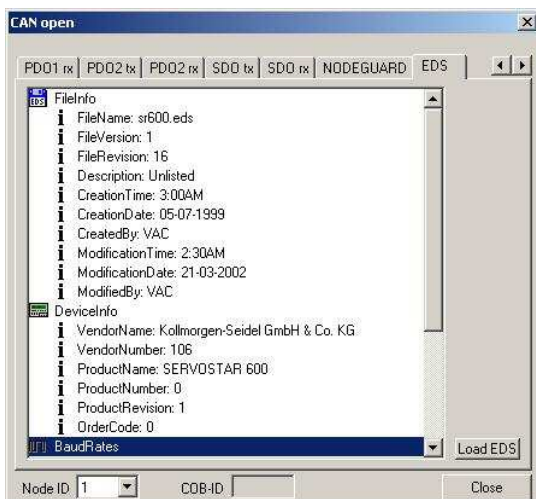 CAN open
PDO1 rx PDO2 tx PDO2 rx SDO tx SDO rx NODEGUARD EDS
EDS
FileInfo
FileName: sr600.eds
FileVersion: 1
FileRevision: 16
Description: Unlisted
CreationTime: 3:00AM
CreationDate: 05-07-1999
CreatedBy: VAC
ModificationTime: 2:30AM
ModificationDate: 21-03-2002
ModifiedBy: VAC
DeviceInfo
VendorName: Kollmorgen-Seidel GmbH & Co. KG
VendorNumber: 106
ProductName: SERVOSTAR 600
ProductNumber: 0
ProductRevision: 1
OrderCode: 0
BaudRates
Load EDS
Node ID 1 COB-ID Close